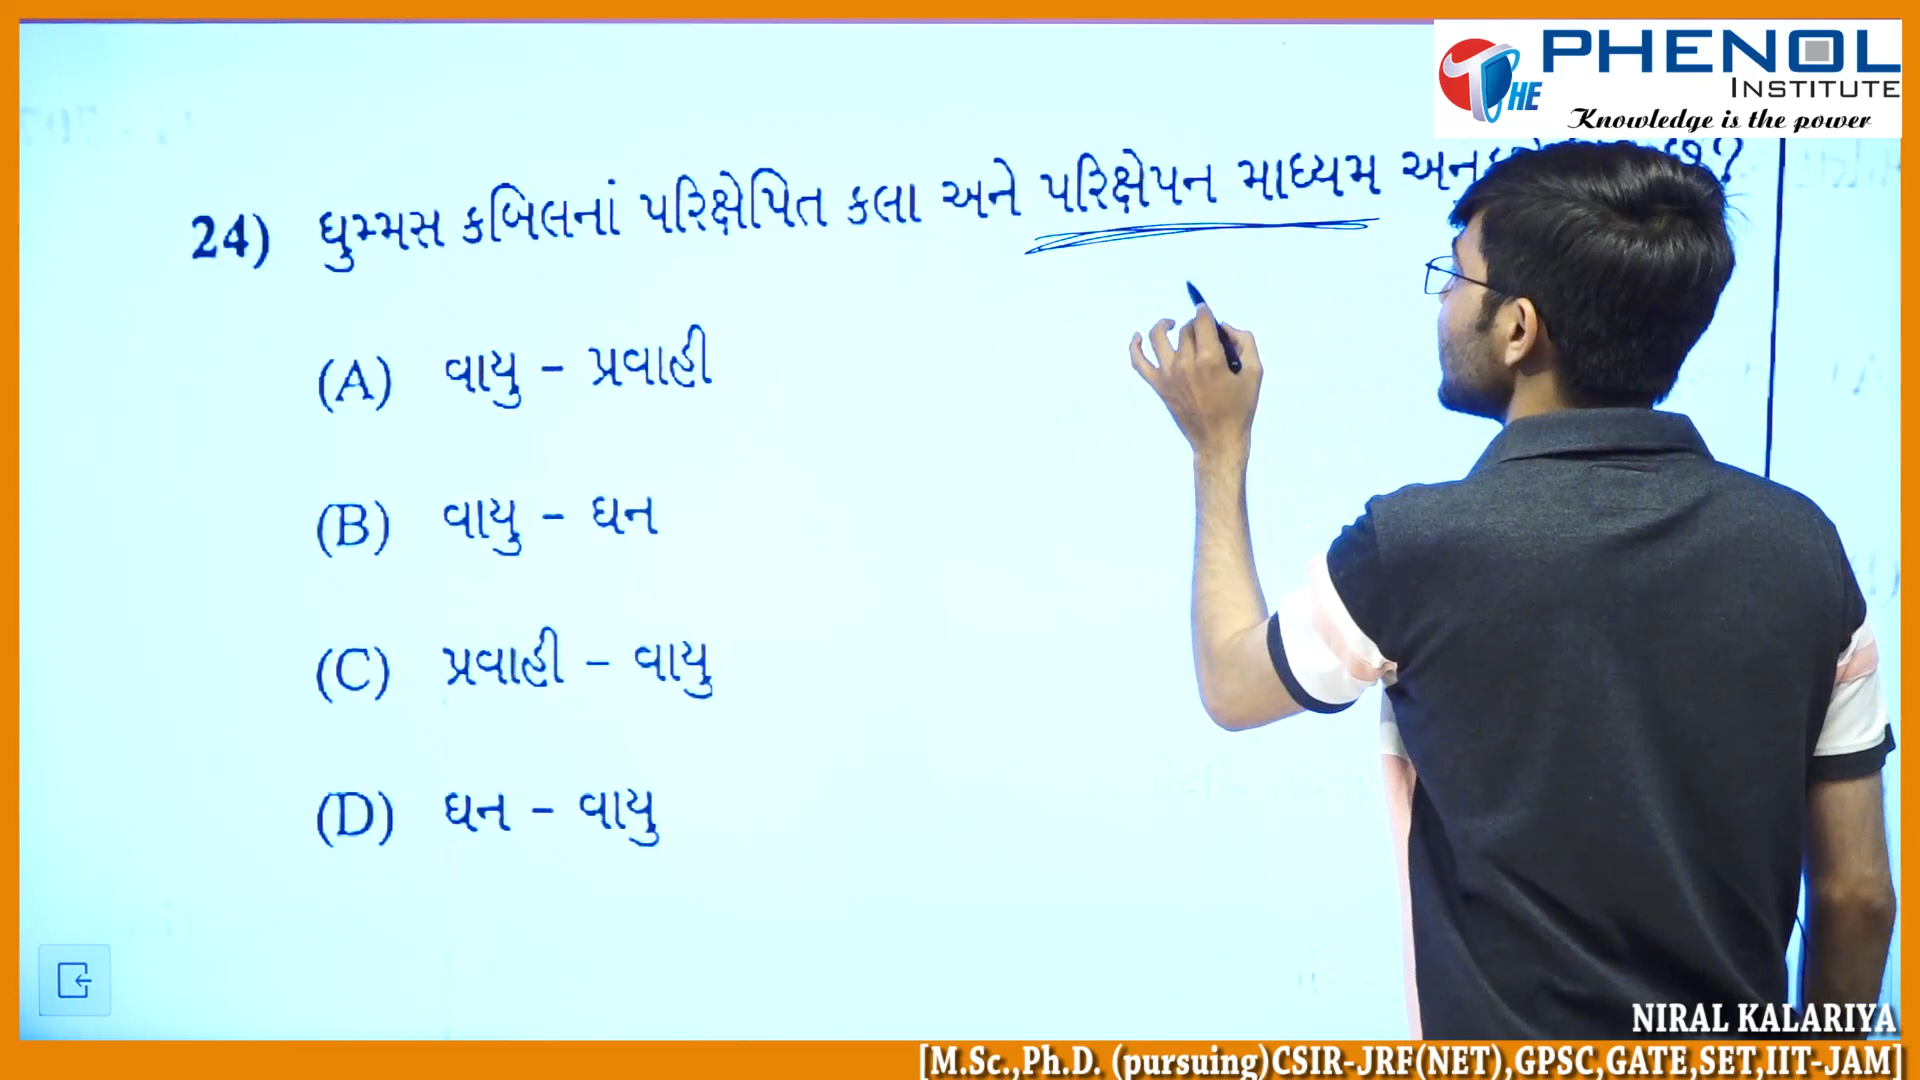 THE PHENOL
INSTITUTE
Knowledge is the power
24) ધુમ્મસ કબિલનાં પરિક્ષેપિત કલા અને પરિક્ષેપન માધ્યમ છે?
(A) વાયુ – પ્રવાહી
(B) વાયુ – ઘન
(C) પ્રવાહી – વાયુ
(D) ઘન – વાયુ
NIRAL KALARIYA
[M.Sc.,Ph.D. (pursuing)CSIR-JRF(NET),GPSC,GATE,SET,IIT-JAM]